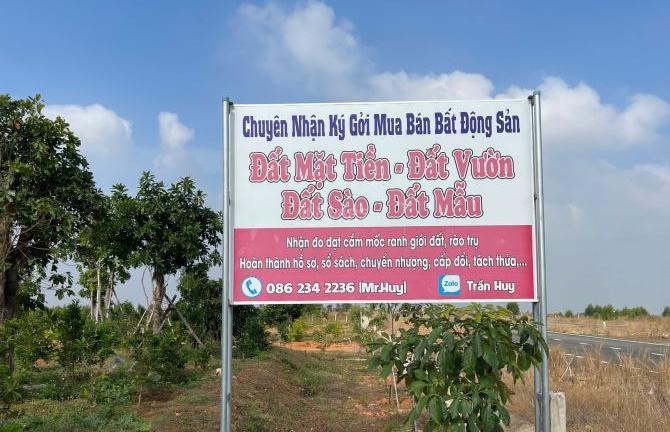 Chuyên Nhận Ký Gởi Mua Bán Bất Động Sản
Đất Mặt Tiền - Đất Vườn
Đất Sào - Đất Mẫu
Nhận đo đạt cắm mốc ranh giới đất, rào trụ
Hoàn thành hồ sơ, sổ sách, chuyển nhượng, cấp đổi, tách thửa,...
086 234 2236 (Mr.Huy) Zalo Trần Huy